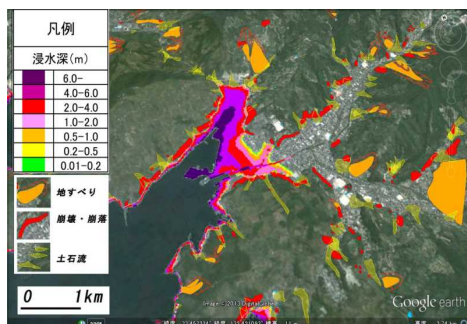 凡例
浸水深(m)
6.0-
4.0-6.0
2.0-4.0
1.0-2.0
0.5-1.0
0.2-0.5
0.01-0.2
地すべり
崩壊・崩落
土石流
0 1km
Google earth